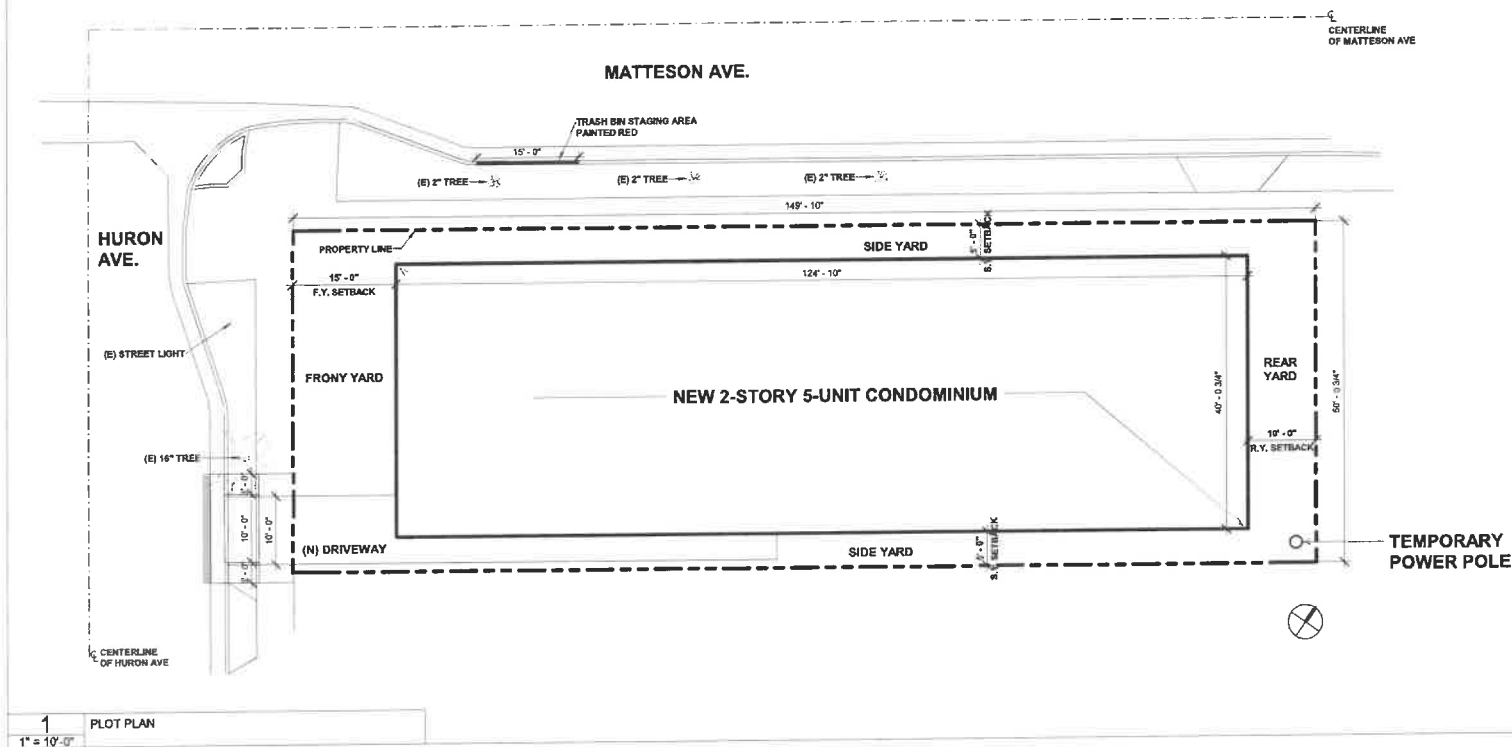 ℄
CENTERLINE
OF MATTESON AVE
MATTESON AVE.
TRASH BIN STAGING AREA
PAINTED RED
15' - 0"
(E) 2" TREE
(E) 2" TREE
(E) 2" TREE
149' - 10"
HURON
AVE.
PROPERTY LINE
SIDE YARD
S.Y. SETBACK
15' - 0"
F.Y. SETBACK
124' - 10"
(E) STREET LIGHT
FRONY YARD
NEW 2-STORY 5-UNIT CONDOMINIUM
40' - 0 3/4"
REAR
YARD
50' - 0 3/4"
10' - 0"
R.Y. SETBACK
(E) 16" TREE
10' - 0"
10' - 0"
(N) DRIVEWAY
SIDE YARD
S.Y. SETBACK
TEMPORARY
POWER POLE
℄ CENTERLINE
OF HURON AVE
1
PLOT PLAN
1" = 10'-0"